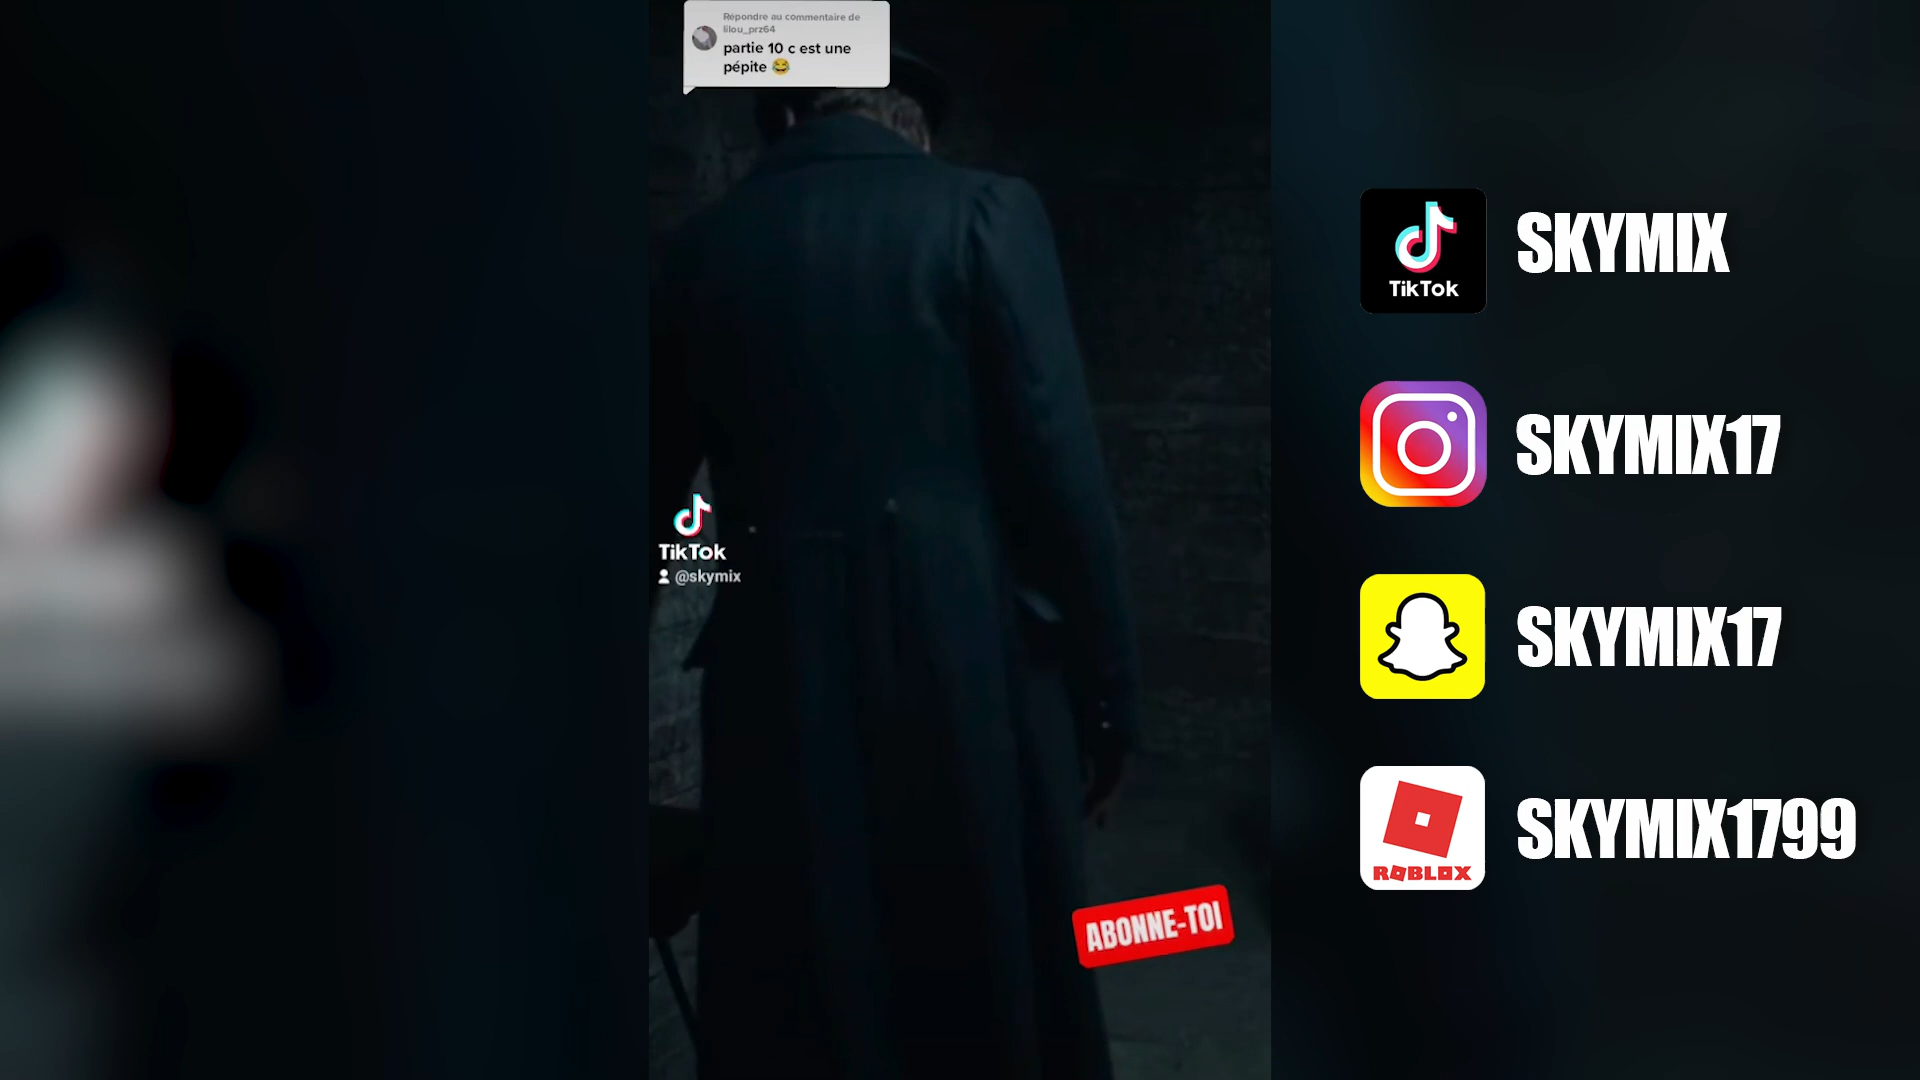 Répondre au commentaire de
lilou_prz64
partie 10 c est une
pépite 😂
TikTok
@skymix
ABONNE-TOI
TikTok
SKYMIX
SKYMIX17
SKYMIX17
ROBLOX
SKYMIX1799